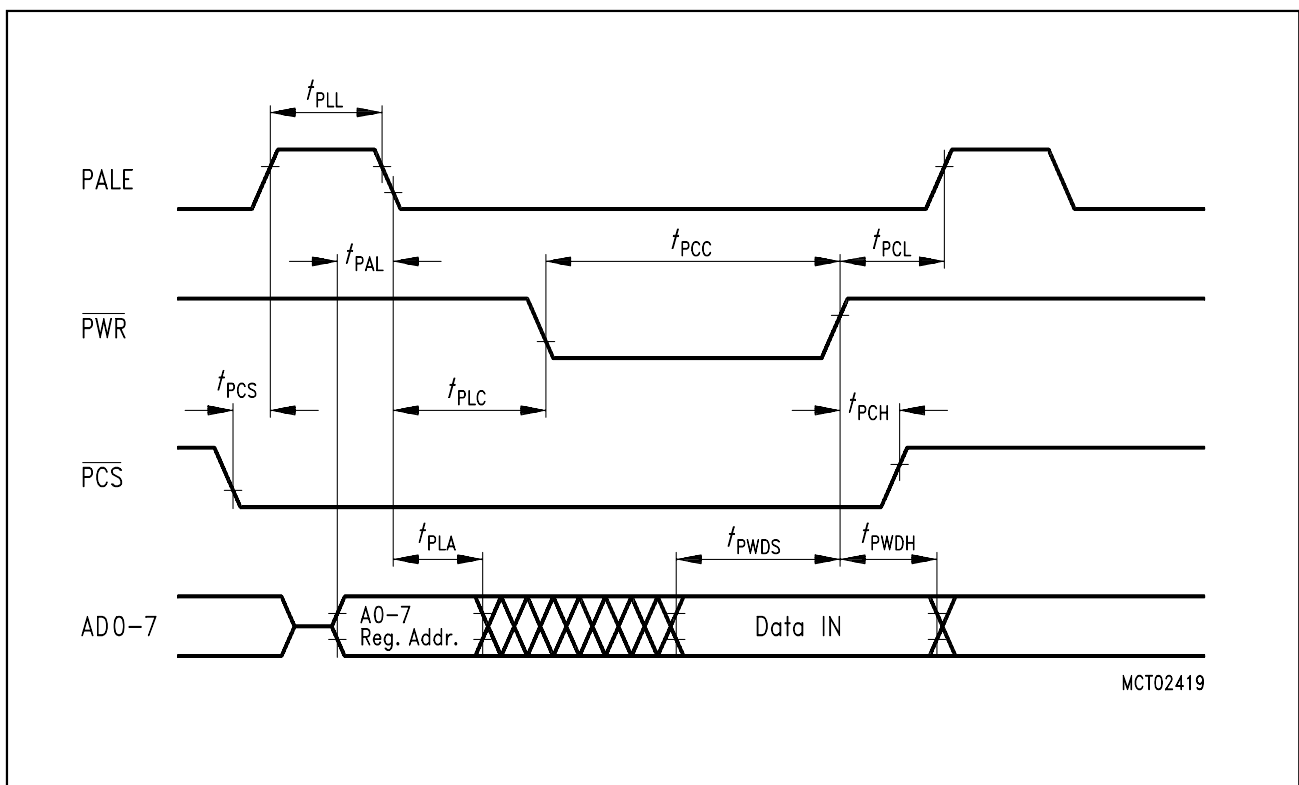 tPLL
PALE
tPAL
tPCC
tPCL
PWR
tPCS
tPLC
tPCH
PCS
tPLA
tPWDS
tPWDH
AD0-7
A0-7
Reg. Addr.
Data IN
MCT02419